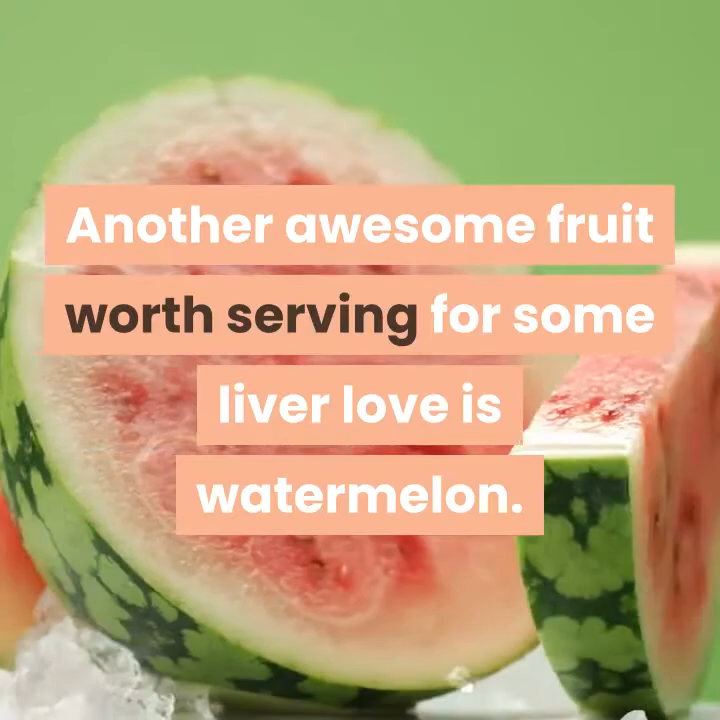 Another awesome fruit
worth serving for some
liver love is
watermelon.